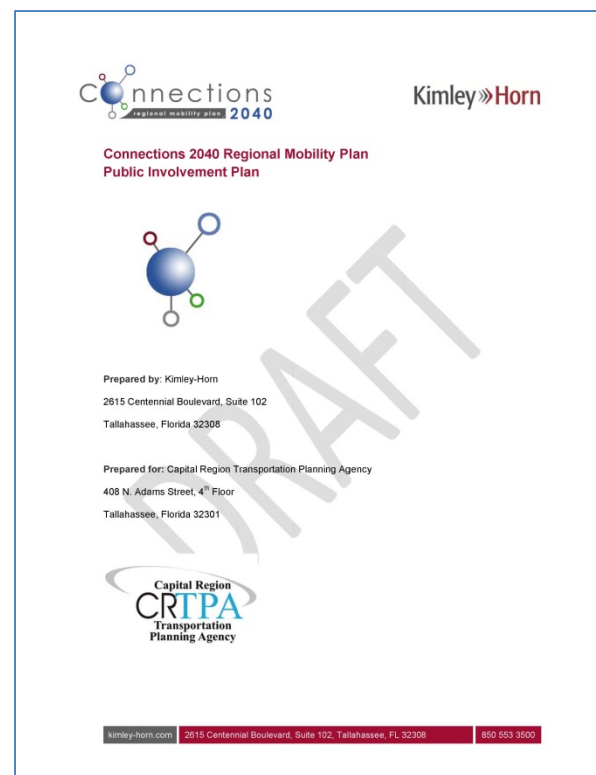 Connections
regional mobility plan 2040
Kimley»Horn
Connections 2040 Regional Mobility Plan
Public Involvement Plan
DRAFT
Prepared by: Kimley-Horn
2615 Centennial Boulevard, Suite 102
Tallahassee, Florida 32308
Prepared for: Capital Region Transportation Planning Agency
408 N. Adams Street, 4th Floor
Tallahassee, Florida 32301
Capital Region
CRTPA
Transportation
Planning Agency
kimley-horn.com 2615 Centennial Boulevard, Suite 102, Tallahassee, FL 32308 850 553 3500